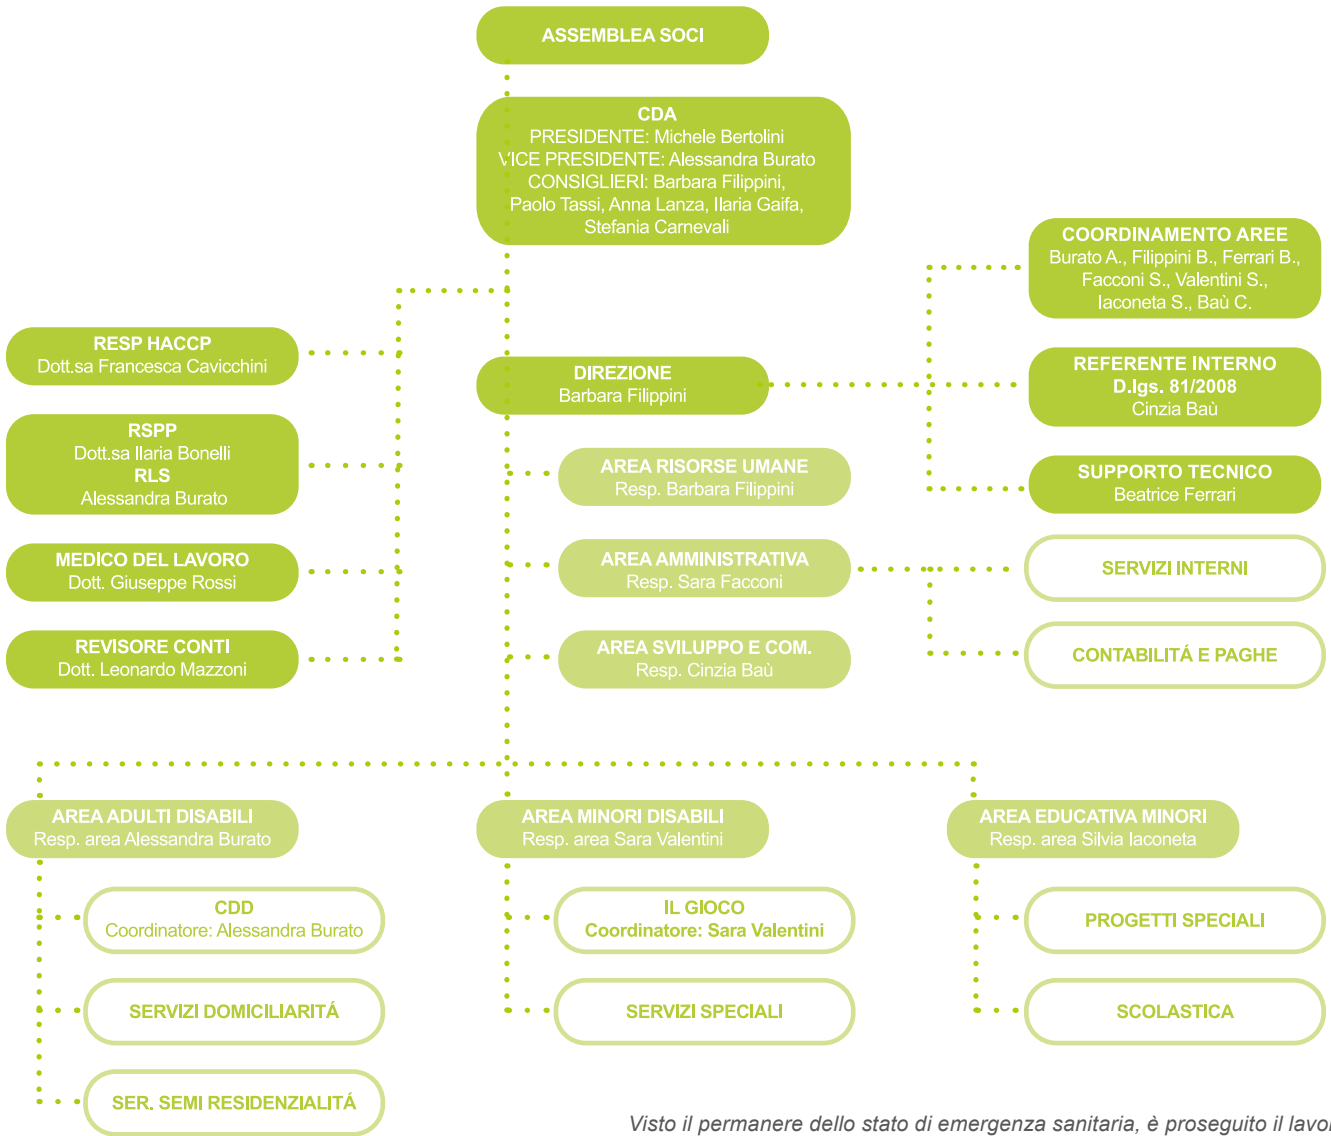 ASSEMBLEA SOCI
CDA
PRESIDENTE: Michele Bertolini
VICE PRESIDENTE: Alessandra Burato
CONSIGLIERI: Barbara Filippini,
Paolo Tassi, Anna Lanza, Ilaria Gaifa,
Stefania Carnevali
COORDINAMENTO AREE
Burato A., Filippini B., Ferrari B.,
Facconi S., Valentini S.,
Iaconeta S., Baù C.
RESP HACCP
Dott.sa Francesca Cavicchini
DIREZIONE
Barbara Filippini
REFERENTE INTERNO
D.lgs. 81/2008
Cinzia Baù
RSPP
Dott.sa Ilaria Bonelli
RLS
Alessandra Burato
AREA RISORSE UMANE
Resp. Barbara Filippini
SUPPORTO TECNICO
Beatrice Ferrari
MEDICO DEL LAVORO
Dott. Giuseppe Rossi
AREA AMMINISTRATIVA
Resp. Sara Facconi
SERVIZI INTERNI
REVISORE CONTI
Dott. Leonardo Mazzoni
AREA SVILUPPO E COM.
Resp. Cinzia Baù
CONTABILITÁ E PAGHE
AREA ADULTI DISABILI
Resp. area Alessandra Burato
AREA MINORI DISABILI
Resp. area Sara Valentini
AREA EDUCATIVA MINORI
Resp. area Silvia Iaconeta
CDD
Coordinatore: Alessandra Burato
IL GIOCO
Coordinatore: Sara Valentini
PROGETTI SPECIALI
SERVIZI DOMICILIARITÁ
SERVIZI SPECIALI
SCOLASTICA
SER. SEMI RESIDENZIALITÁ
Visto il permanere dello stato di emergenza sanitaria, è proseguito il lavor